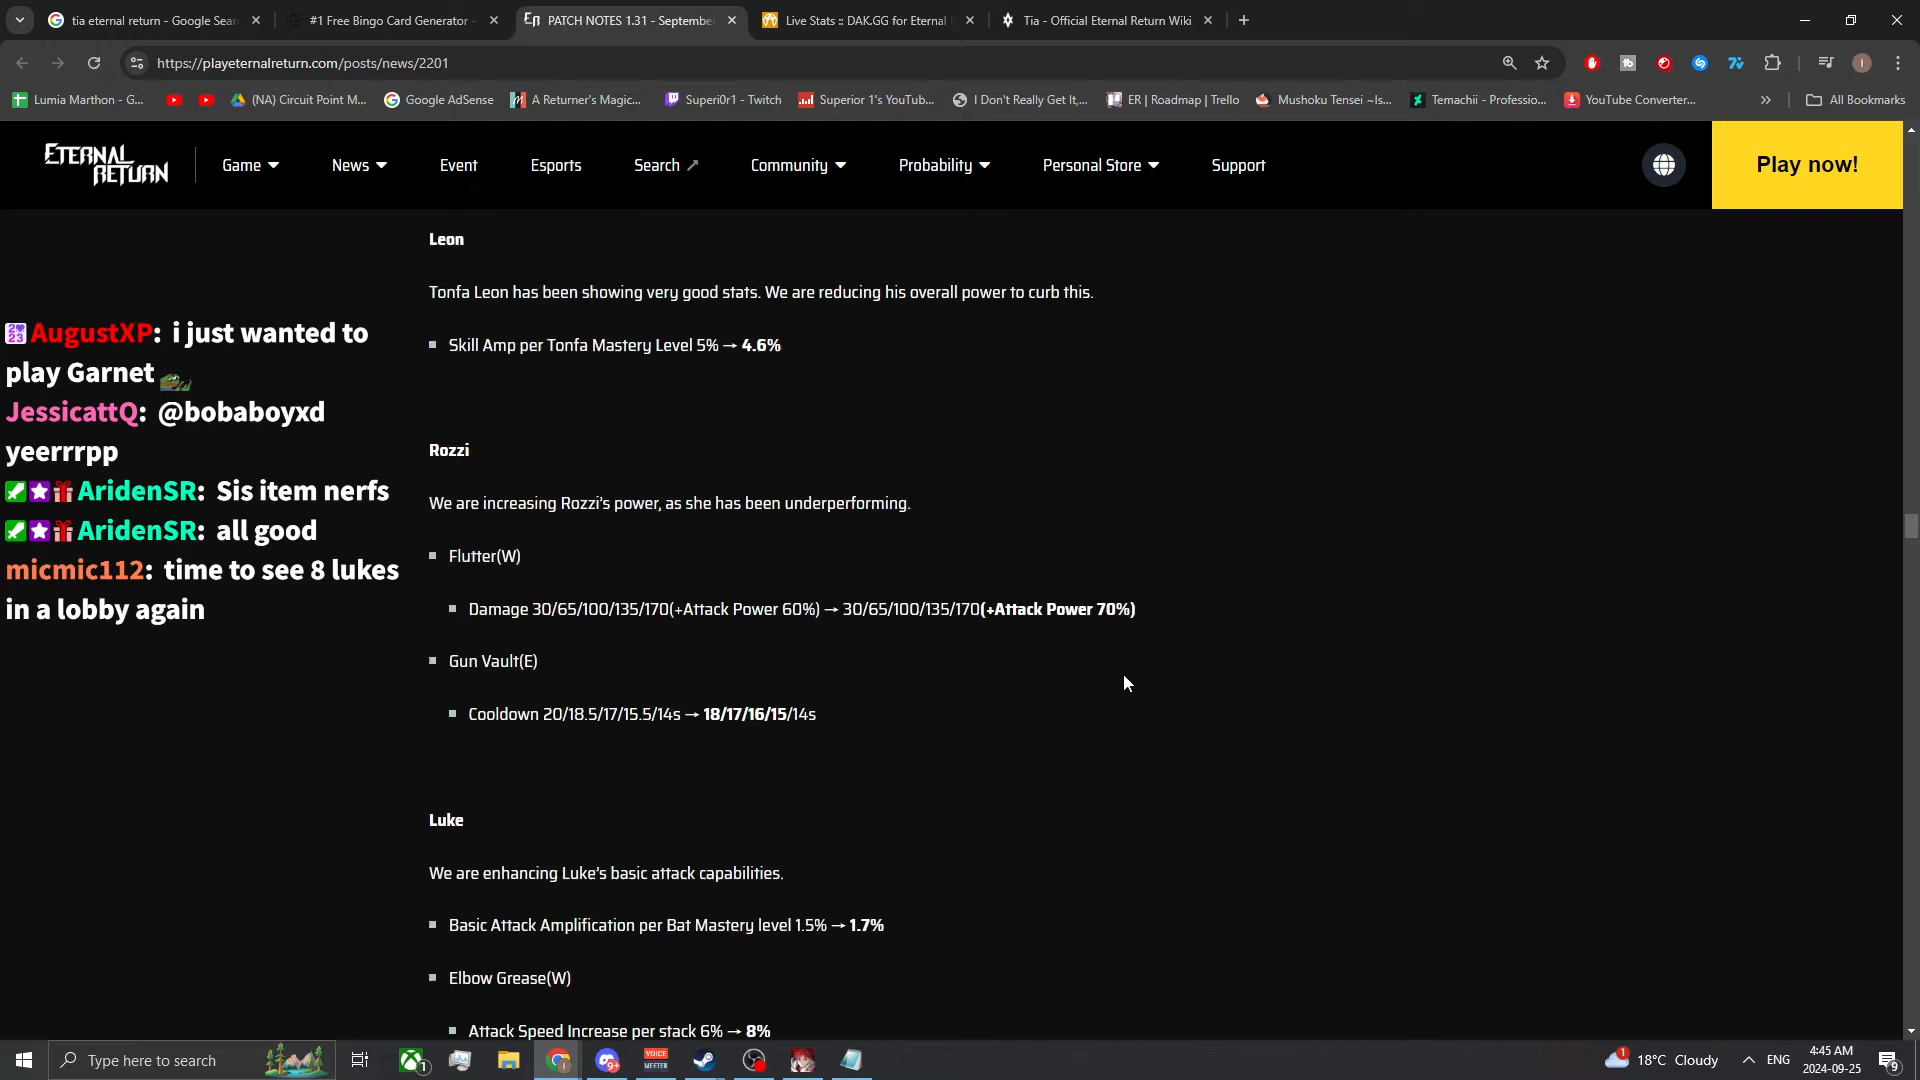 tia eternal return - Google Sear
#1 Free Bingo Card Generator -
PATCH NOTES 1.31 - September
Live Stats :: DAK.GG for Eternal
Tia - Official Eternal Return Wiki
https://playeternalreturn.com/posts/news/2201
Lumia Marthon - G...
(NA) Circuit Point M...
Google AdSense
A Returner's Magic...
Superi0r1 - Twitch
Superior 1's YouTub...
I Don't Really Get It,...
ER | Roadmap | Trello
Mushoku Tensei ~Is...
Temachii - Professio...
YouTube Converter...
All Bookmarks
ETERNAL RETURN
Game
News
Event
Esports
Search
Community
Probability
Personal Store
Support
Play now!
Leon
Tonfa Leon has been showing very good stats. We are reducing his overall power to curb this.
Skill Amp per Tonfa Mastery Level 5% → 4.6%
AugustXP: i just wanted to
play Garnet
JessicattQ: @bobaboyxd
yeerrrpp
AridenSR: Sis item nerfs
AridenSR: all good
micmic112: time to see 8 lukes
in a lobby again
Rozzi
We are increasing Rozzi's power, as she has been underperforming.
Flutter(W)
Damage 30/65/100/135/170(+Attack Power 60%) → 30/65/100/135/170(+Attack Power 70%)
Gun Vault(E)
Cooldown 20/18.5/17/15.5/14s → 18/17/16/15/14s
Luke
We are enhancing Luke's basic attack capabilities.
Basic Attack Amplification per Bat Mastery level 1.5% → 1.7%
Elbow Grease(W)
Attack Speed Increase per stack 6% → 8%
Type here to search
18°C Cloudy
ENG
4:45 AM
2024-09-25